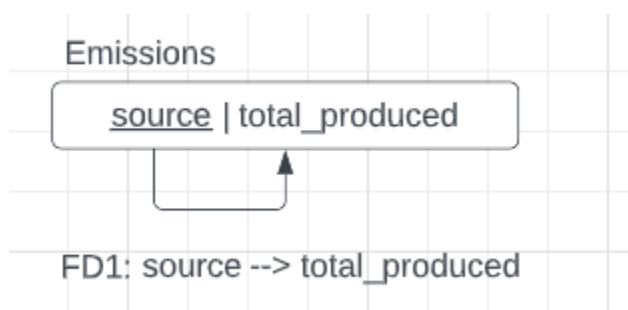 Emissions
source | total_produced
FD1: source --> total_produced